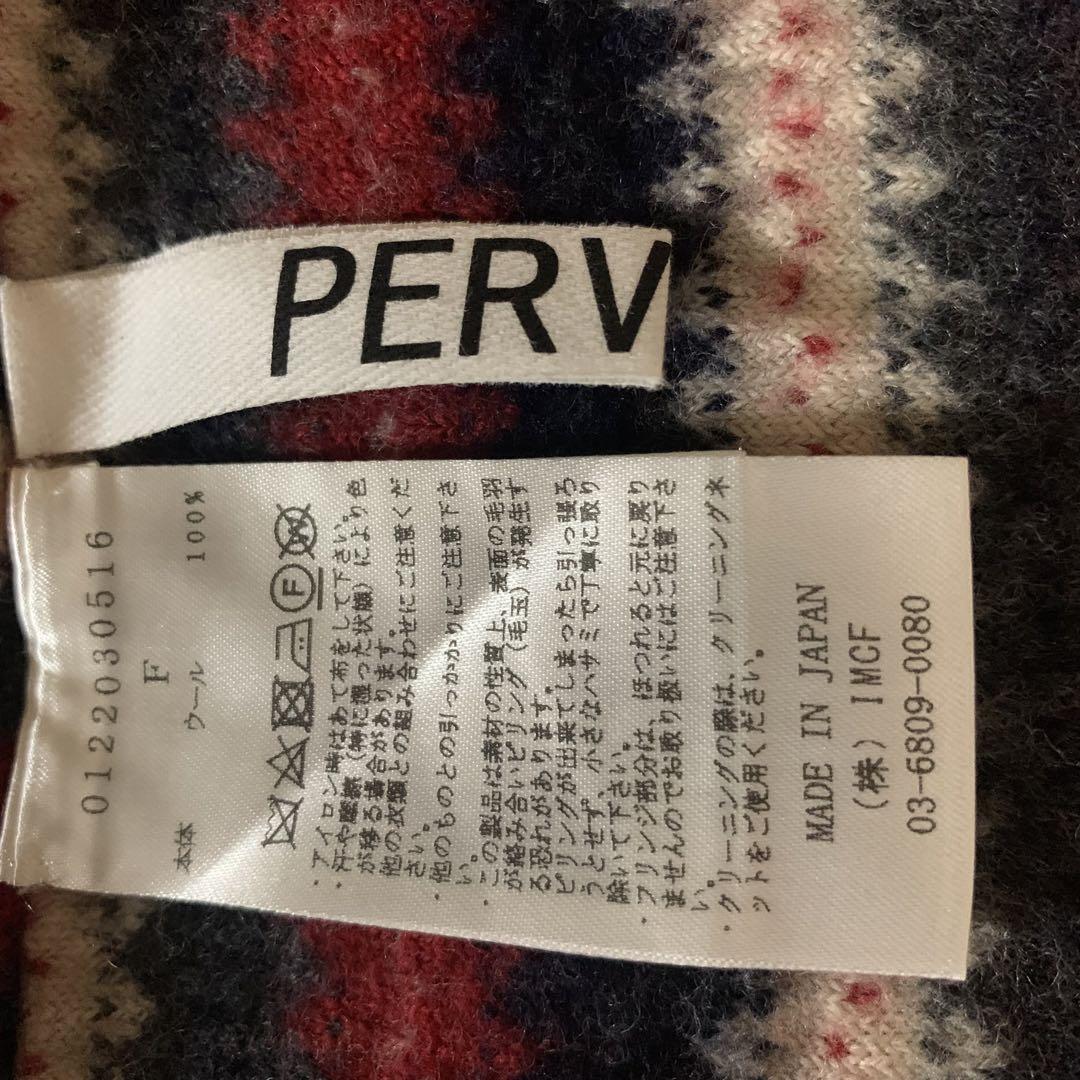 PERV
0122030516
F
本体 ウール 100%
F
W
・アイロン時はあて布をして下さい。
・汗や摩擦(特に湿った状態)により色
が移る場合があります。
他の衣類との組み合わせにご注意くだ
さい。
・他のものとの引っかかりにご注意下さ
い。
・この製品は素材の性質上、表面の毛羽
が絡み合いピリング(毛玉)が発生す
る恐れがあります。
ピリングが出来てしまったら引っ張ろ
うとせず、小さなハサミで丁寧に取り
除いて下さい。
・フリンジ部分は、ほつれると元に戻り
ませんのでお取り扱いにはご注意下さ
い。
・クリーニングの際は、クリーニングネ
ットをご使用ください。
MADE IN JAPAN
(株) IMCF
03-6809-0080